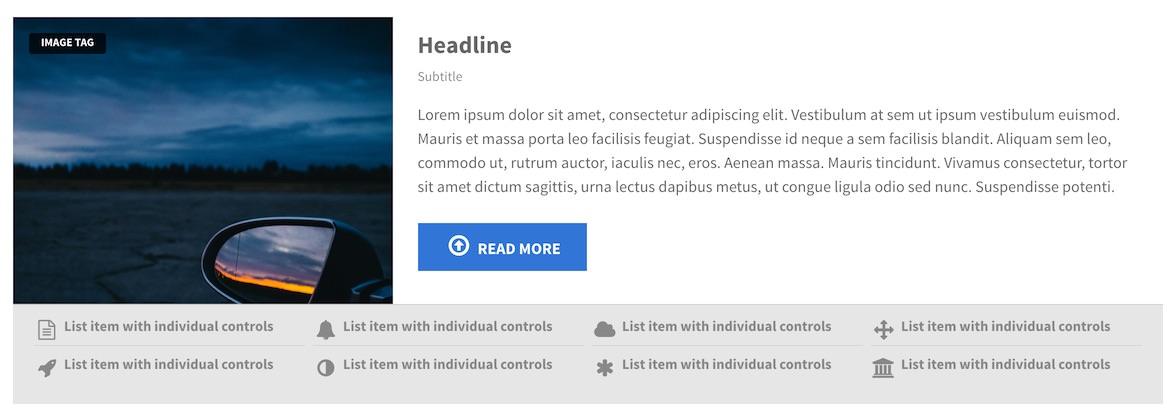 IMAGE TAG
Headline
Subtitle
Lorem ipsum dolor sit amet, consectetur adipiscing elit. Vestibulum at sem ut ipsum vestibulum euismod.
Mauris et massa porta leo facilisis feugiat. Suspendisse id neque a sem facilisis blandit. Aliquam sem leo,
commodo ut, rutrum auctor, iaculis nec, eros. Aenean massa. Mauris tincidunt. Vivamus consectetur, tortor
sit amet dictum sagittis, urna lectus dapibus metus, ut congue ligula odio sed nunc. Suspendisse potenti.
READ MORE
List item with individual controls
List item with individual controls
List item with individual controls
List item with individual controls
List item with individual controls
List item with individual controls
List item with individual controls
List item with individual controls